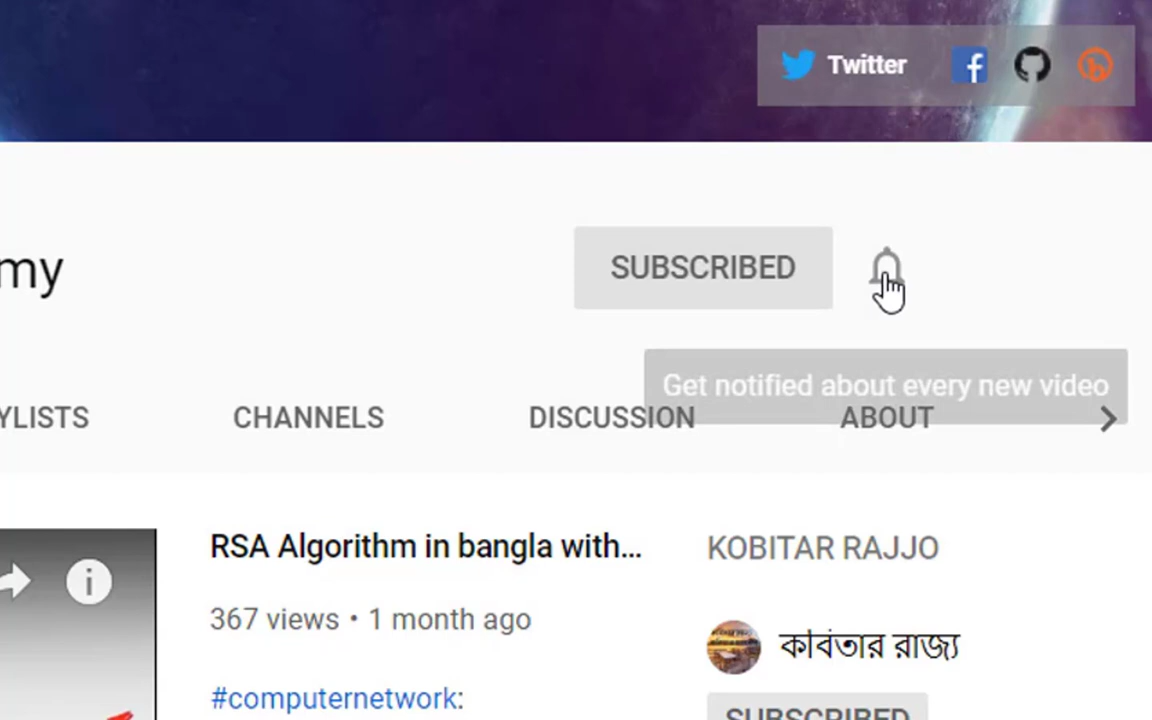 Twitter
my
SUBSCRIBED
Get notified about every new video
YLISTS
CHANNELS
DISCUSSION
ABOUT
RSA Algorithm in bangla with...
367 views • 1 month ago
#computernetwork:
KOBITAR RAJJO
কবিতার রাজ্য
SUBSCRIBED